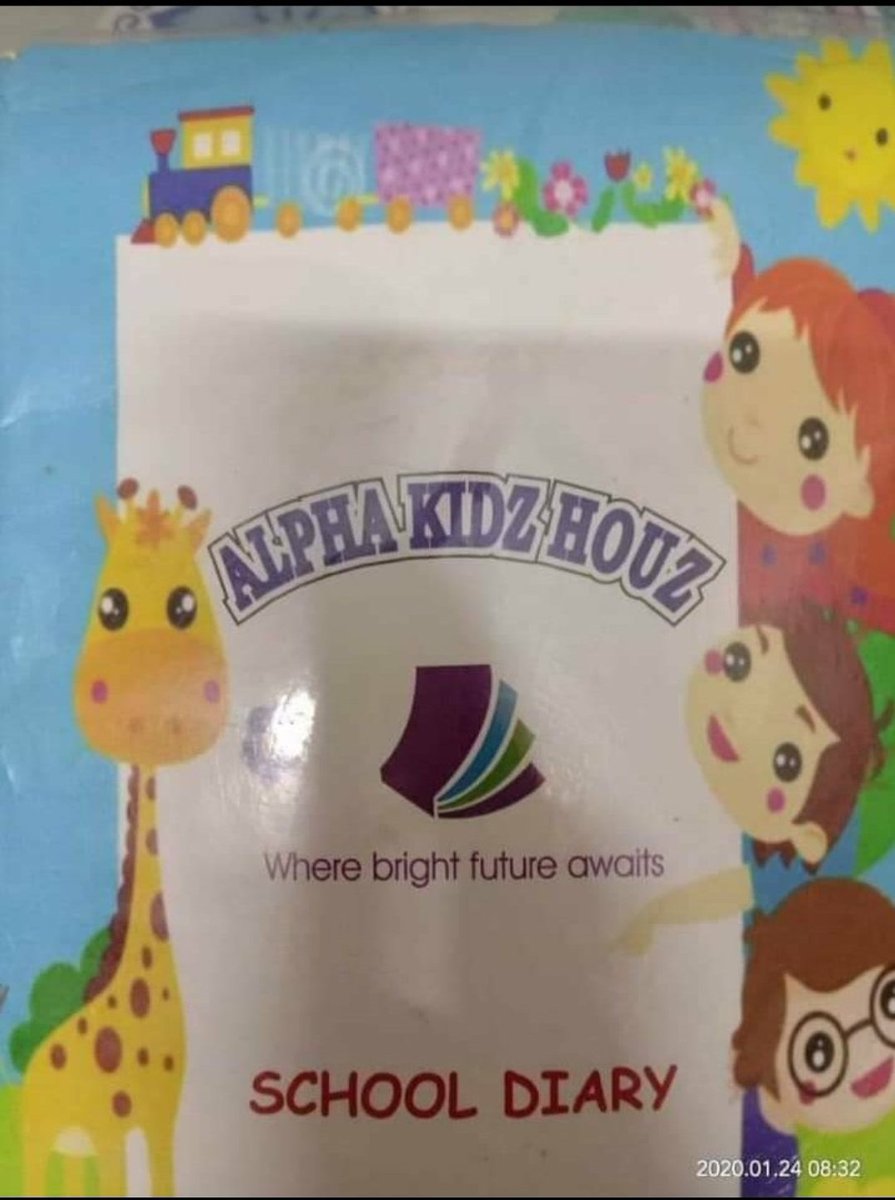 ALPHA KIDZ HOUZ
Where bright future awaits
SCHOOL DIARY
2020.01.24 08:32